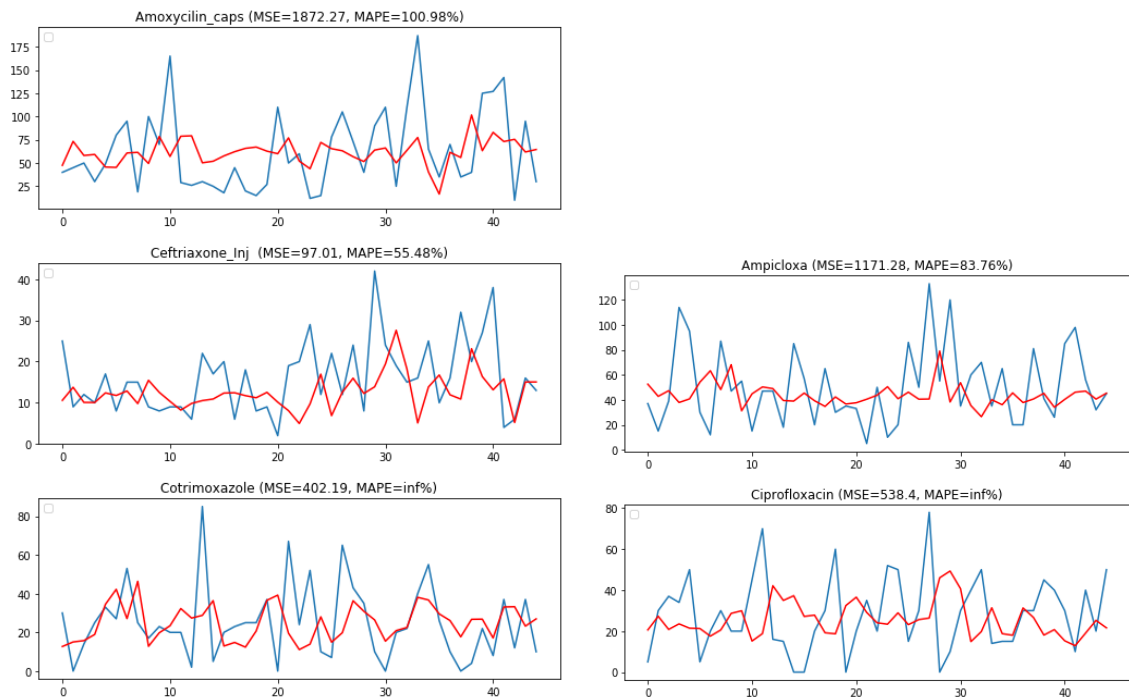 Amoxycilin_caps (MSE=1872.27, MAPE=100.98%)
175
150
125
100
75
50
25
0 10 20 30 40
Ceftriaxone_Inj (MSE=97.01, MAPE=55.48%)
40
30
20
10
0
0 10 20 30 40
Ampicloxa (MSE=1171.28, MAPE=83.76%)
120
100
80
60
40
20
0
0 10 20 30 40
Cotrimoxazole (MSE=402.19, MAPE=inf%)
80
60
40
20
0
0 10 20 30 40
Ciprofloxacin (MSE=538.4, MAPE=inf%)
80
60
40
20
0
0 10 20 30 40